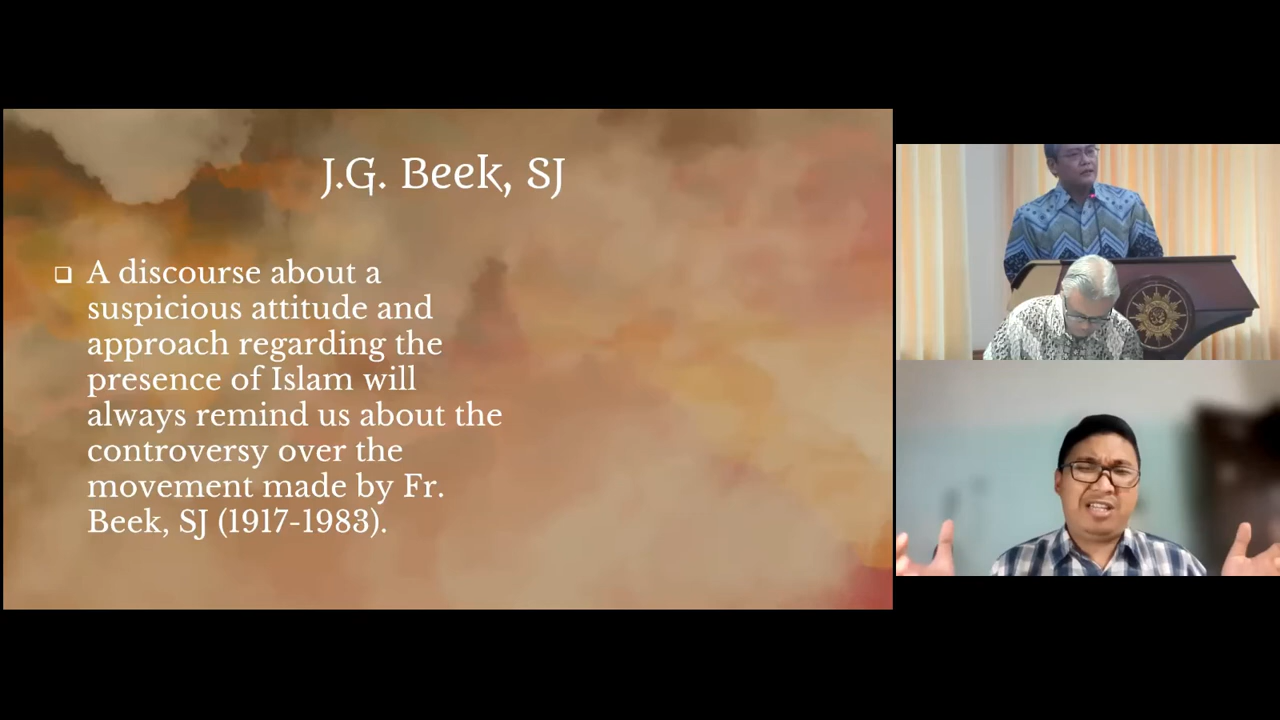 J.G. Beek, SJ
A discourse about a
suspicious attitude and
approach regarding the
presence of Islam will
always remind us about the
controversy over the
movement made by Fr.
Beek, SJ (1917-1983).